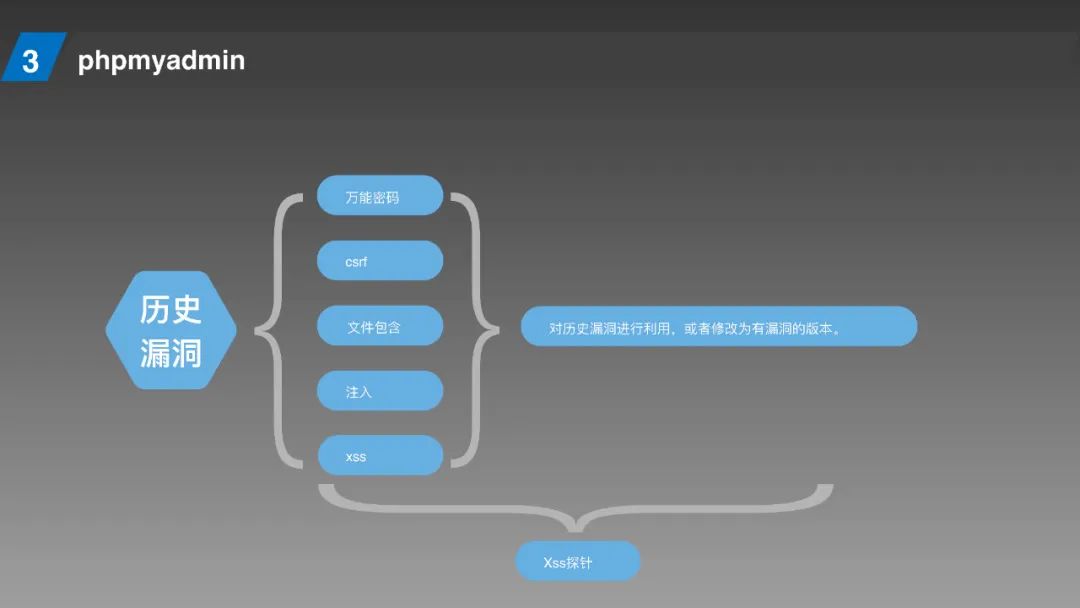 3 phpmyadmin
历史
漏洞
万能密码
csrf
文件包含
注入
xss
对历史漏洞进行利用，或者修改为有漏洞的版本。
Xss探针